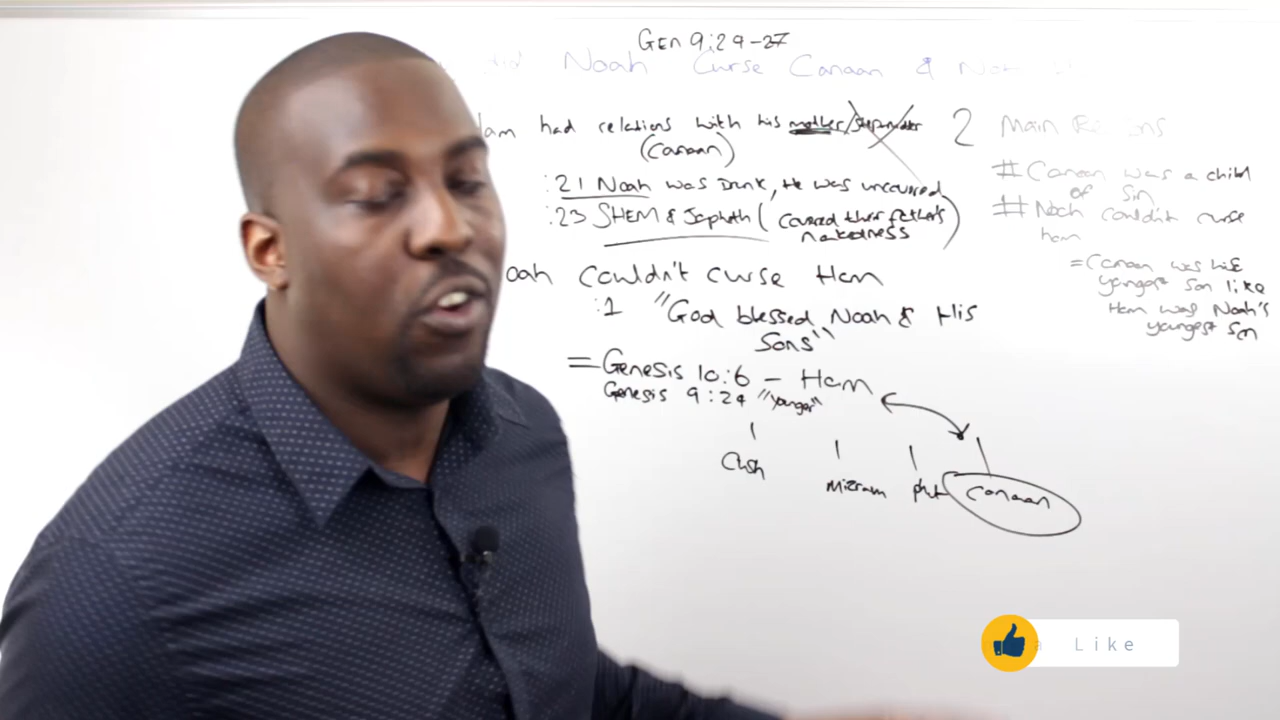 GEN 9:24-27
Noah Curse Canaan &
Ham had relations with his mother/stepmother
(Canaan)
:21 Noah was Drunk, He was uncovered
:23 SHEM & Japheth ( covered their father's
nakedness )
Noah Couldn't Curse Ham
:1 "God blessed Noah & His
Sons"
= Genesis 10:6 - Ham
Genesis 9:24 "younger"
Cush
Mizram
phut
Canaan
2 Main Reasons
# Canaan was a child
of Sin
# Noah couldn't curse
ham
= Canaan was his
youngest Son like
Ham was Noah's
youngest Son
Like